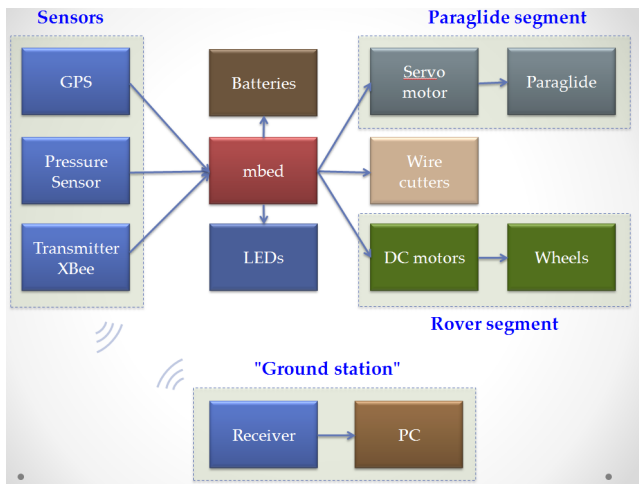 Sensors
GPS
Pressure
Sensor
Transmitter
XBee
Batteries
mbed
LEDs
Paraglide segment
Servo
motor
Paraglide
Wire
cutters
DC motors
Wheels
Rover segment
"Ground station"
Receiver
PC